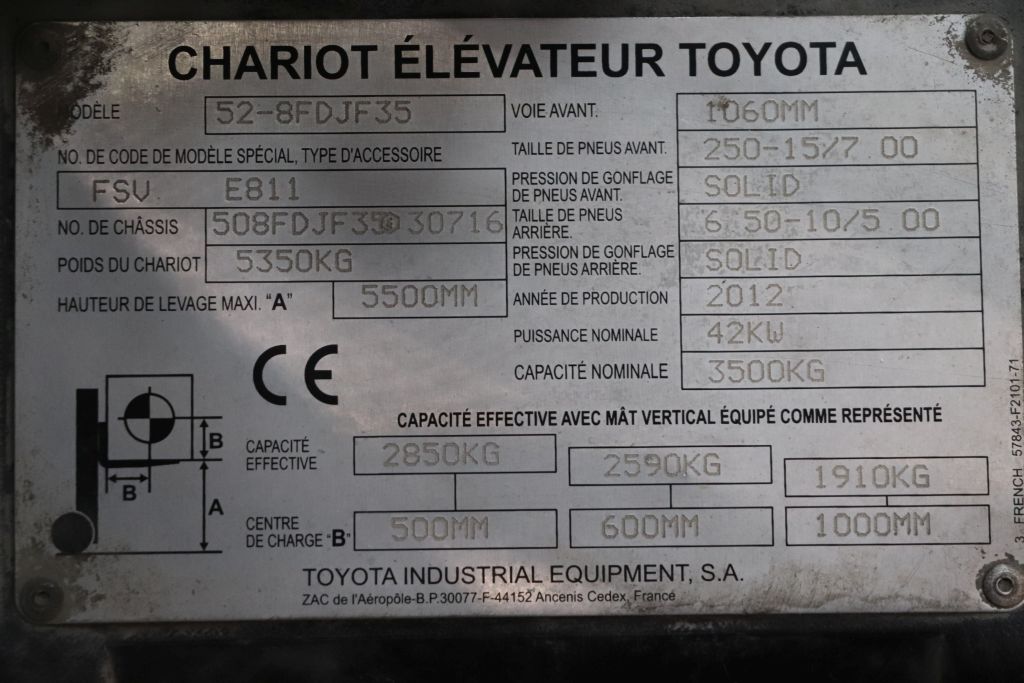 CHARIOT ÉLÉVATEUR TOYOTA
MODÈLE 52-8FDJF35
NO. DE CODE DE MODÈLE SPÉCIAL, TYPE D'ACCESSOIRE
FSV E811
NO. DE CHÂSSIS 508FDJF35 30716
POIDS DU CHARIOT 5350KG
HAUTEUR DE LEVAGE MAXI. "A" 5500MM
VOIE AVANT. 1060MM
TAILLE DE PNEUS AVANT. 250-15/7.00
PRESSION DE GONFLAGE
DE PNEUS AVANT. SOLID
TAILLE DE PNEUS
ARRIÈRE. 6.50-10/5.00
PRESSION DE GONFLAGE
DE PNEUS ARRIÈRE. SOLID
ANNÉE DE PRODUCTION 2012
PUISSANCE NOMINALE 42KW
CAPACITÉ NOMINALE 3500KG
CE
B
B
A
CAPACITÉ EFFECTIVE AVEC MÂT VERTICAL ÉQUIPÉ COMME REPRÉSENTÉ
CAPACITÉ
EFFECTIVE 2850KG 2590KG 1910KG
CENTRE
DE CHARGE "B" 500MM 600MM 1000MM
TOYOTA INDUSTRIAL EQUIPMENT, S.A.
ZAC de l'Aéropôle-B.P.30077-F-44152 Ancenis Cedex, France
3 FRENCH 57843-F2101-71